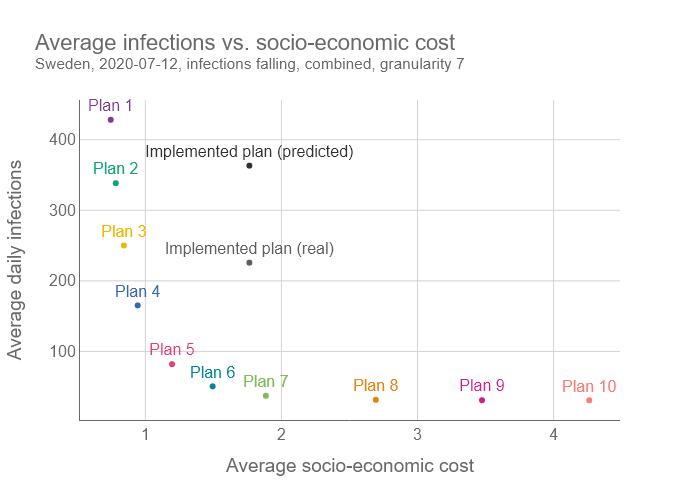 Average infections vs. socio-economic cost
Sweden, 2020-07-12, infections falling, combined, granularity 7
Average daily infections
400
300
200
100
Plan 1
Implemented plan (predicted)
Plan 2
Plan 3
Implemented plan (real)
Plan 4
Plan 5
Plan 6
Plan 7
Plan 8
Plan 9
Plan 10
1
2
3
4
Average socio-economic cost